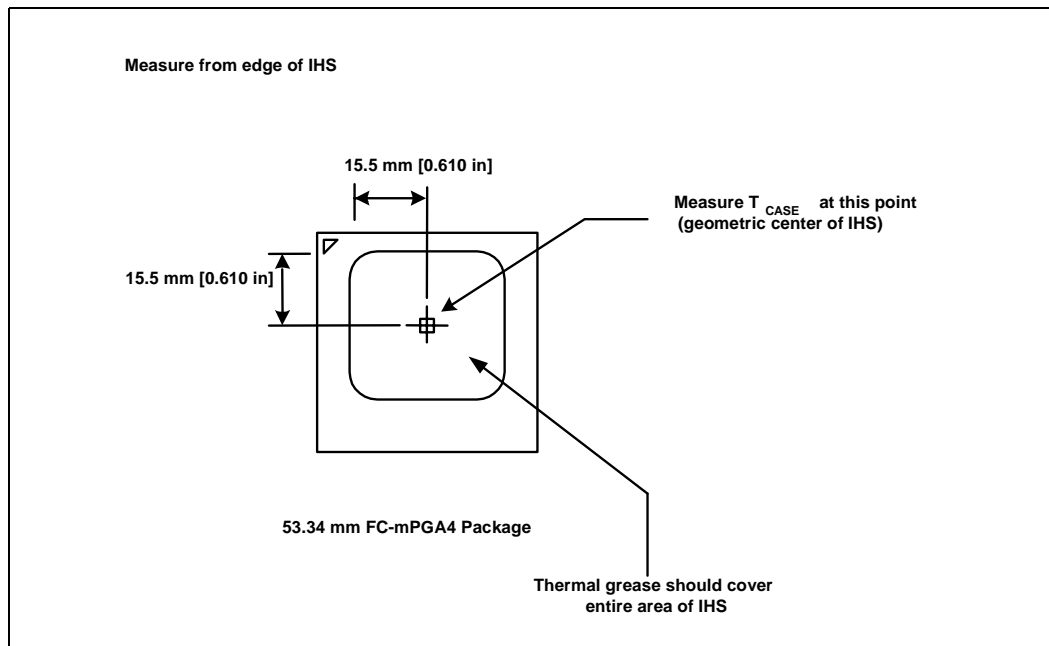 Measure from edge of IHS
15.5 mm [0.610 in]
Measure T CASE at this point
(geometric center of IHS)
15.5 mm [0.610 in]
53.34 mm FC-mPGA4 Package
Thermal grease should cover
entire area of IHS